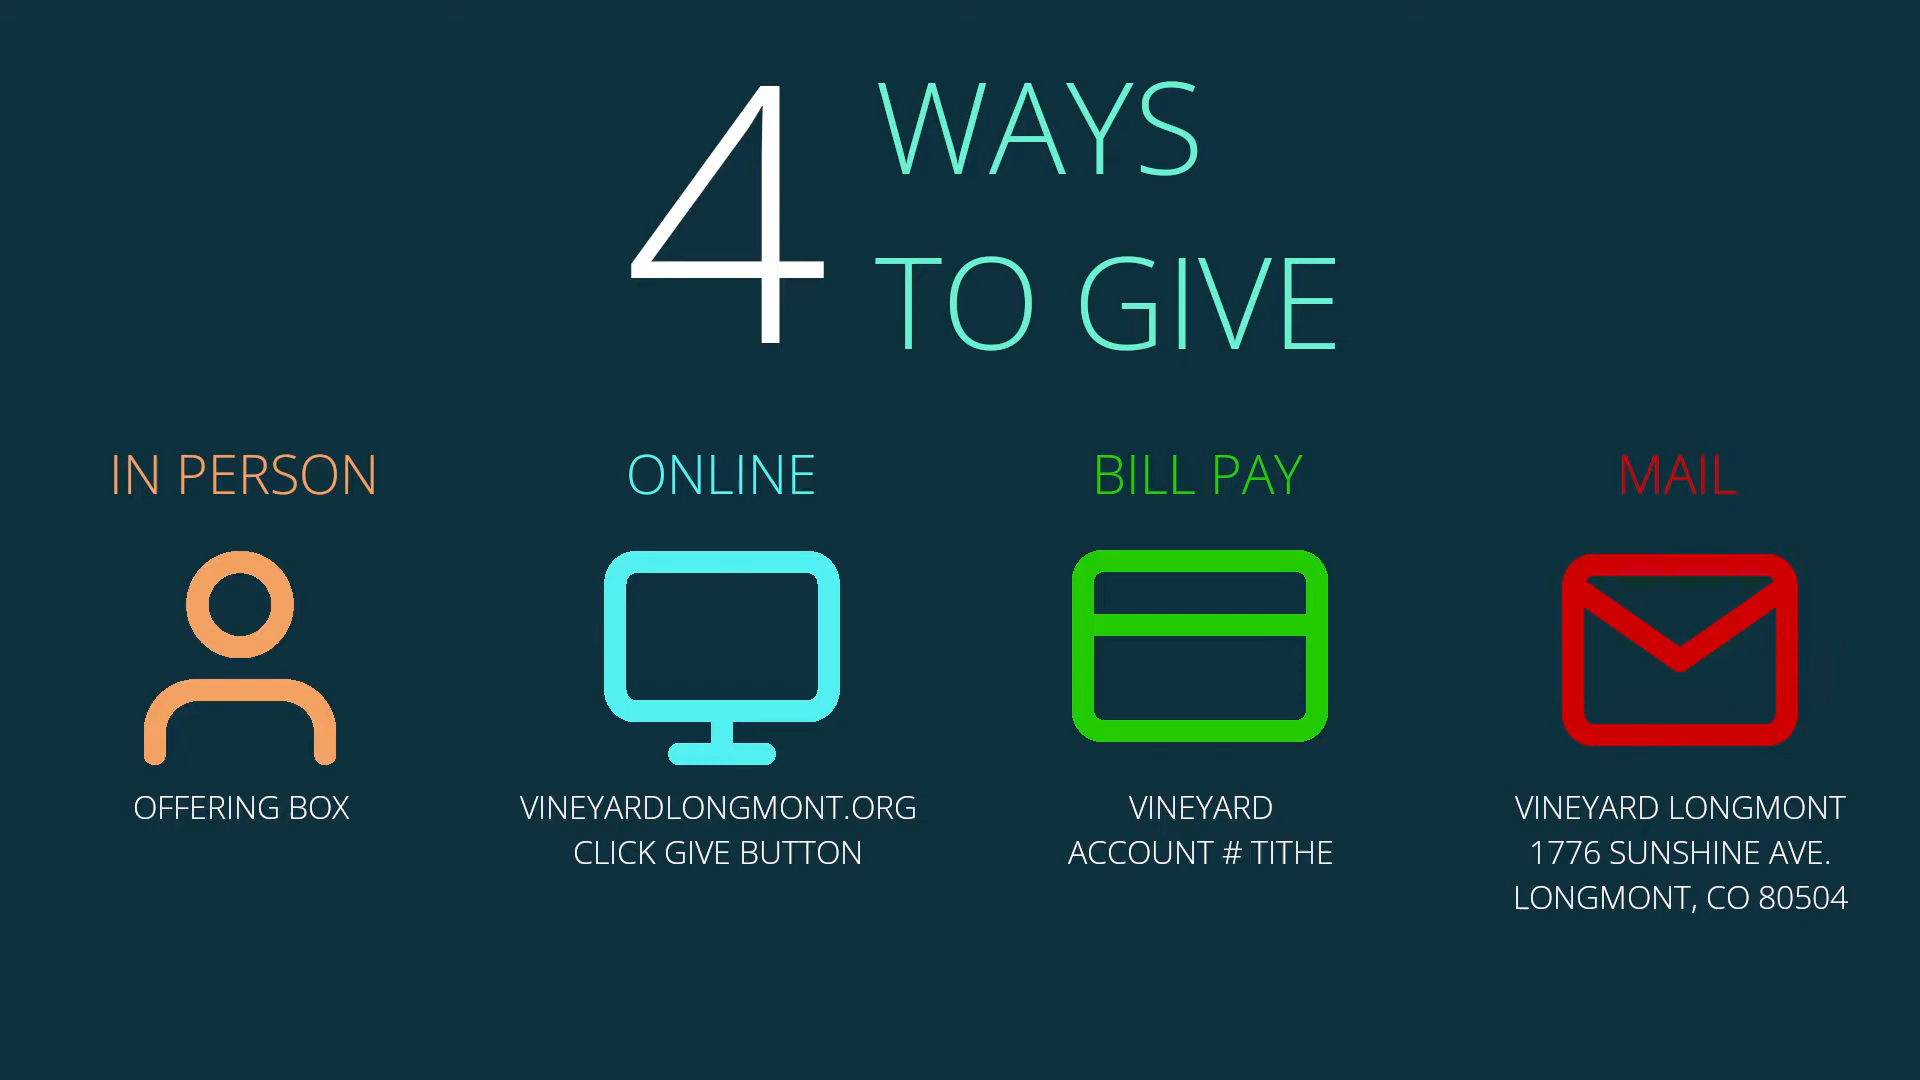 4 WAYS
TO GIVE
IN PERSON
OFFERING BOX
ONLINE
VINEYARDLONGMONT.ORG
CLICK GIVE BUTTON
BILL PAY
VINEYARD
ACCOUNT # TITHE
MAIL
VINEYARD LONGMONT
1776 SUNSHINE AVE.
LONGMONT, CO 80504